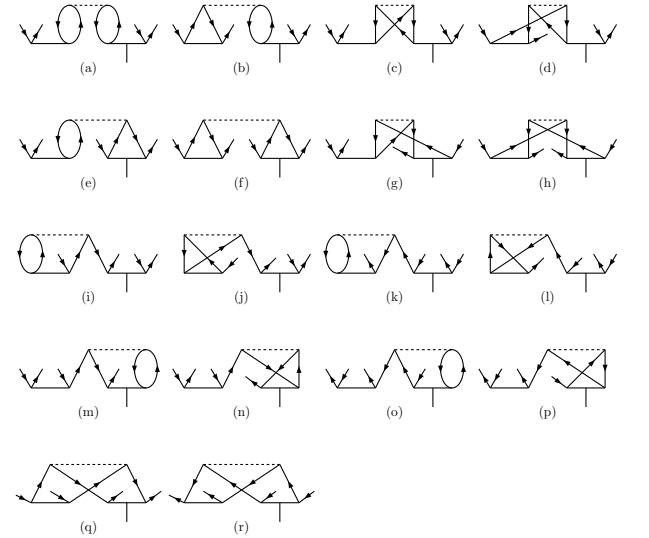 (a) (b) (c) (d)
(e) (f) (g) (h)
(i) (j) (k) (l)
(m) (n) (o) (p)
(q) (r)